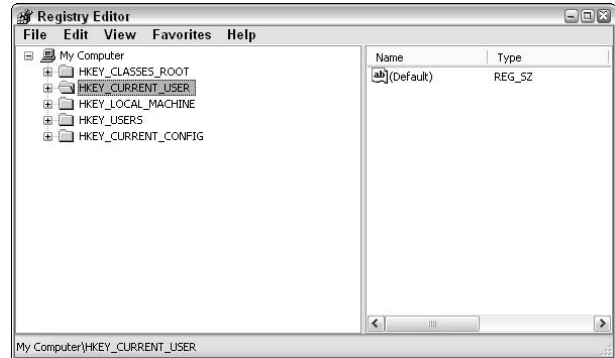 Registry Editor
File Edit View Favorites Help
My Computer
HKEY_CLASSES_ROOT
HKEY_CURRENT_USER
HKEY_LOCAL_MACHINE
HKEY_USERS
HKEY_CURRENT_CONFIG
Name Type
ab (Default) REG_SZ
My Computer\HKEY_CURRENT_USER